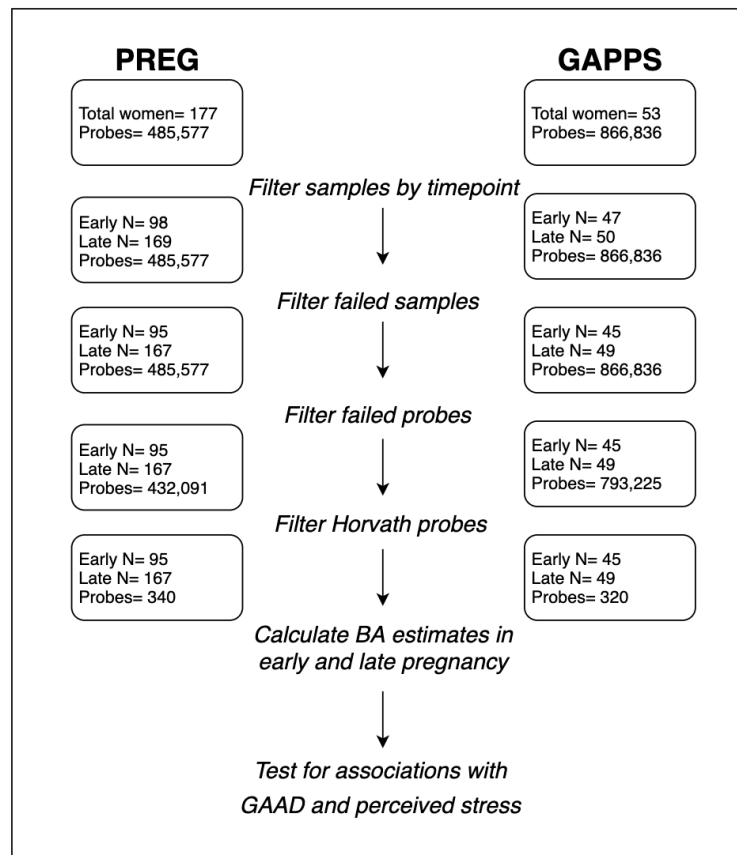 PREG
GAPPS
Total women= 177
Probes= 485,577
Total women= 53
Probes= 866,836
Filter samples by timepoint
Early N= 98
Late N= 169
Probes= 485,577
Early N= 47
Late N= 50
Probes= 866,836
Filter failed samples
Early N= 95
Late N= 167
Probes= 485,577
Early N= 45
Late N= 49
Probes= 866,836
Filter failed probes
Early N= 95
Late N= 167
Probes= 432,091
Early N= 45
Late N= 49
Probes= 793,225
Filter Horvath probes
Early N= 95
Late N= 167
Probes= 340
Early N= 45
Late N= 49
Probes= 320
Calculate BA estimates in
early and late pregnancy
Test for associations with
GAAD and perceived stress